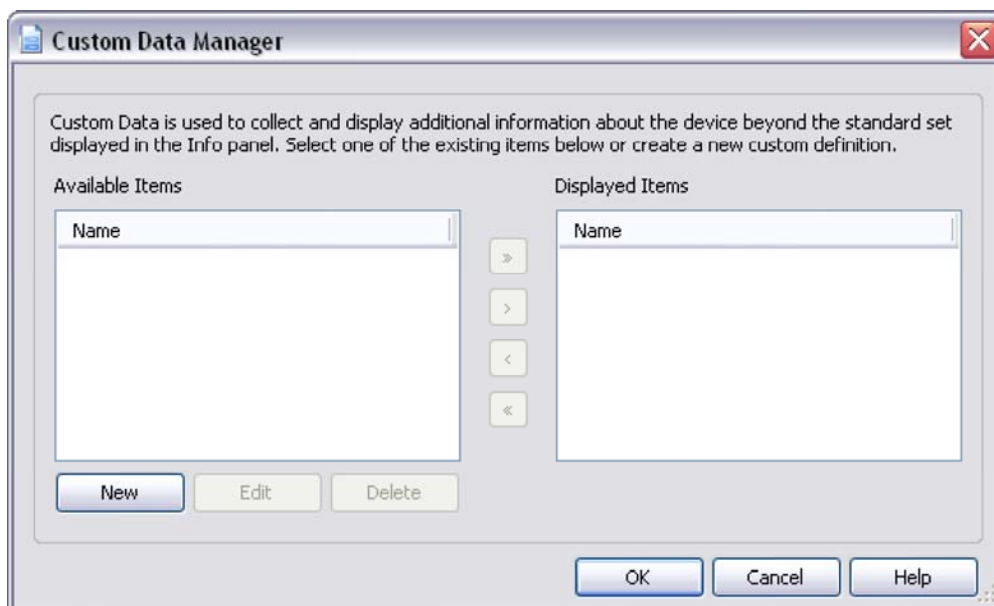 Custom Data Manager
Custom Data is used to collect and display additional information about the device beyond the standard set
displayed in the Info panel. Select one of the existing items below or create a new custom definition.
Available Items
Displayed Items
Name
Name
»
>
<
«
New
Edit
Delete
OK
Cancel
Help